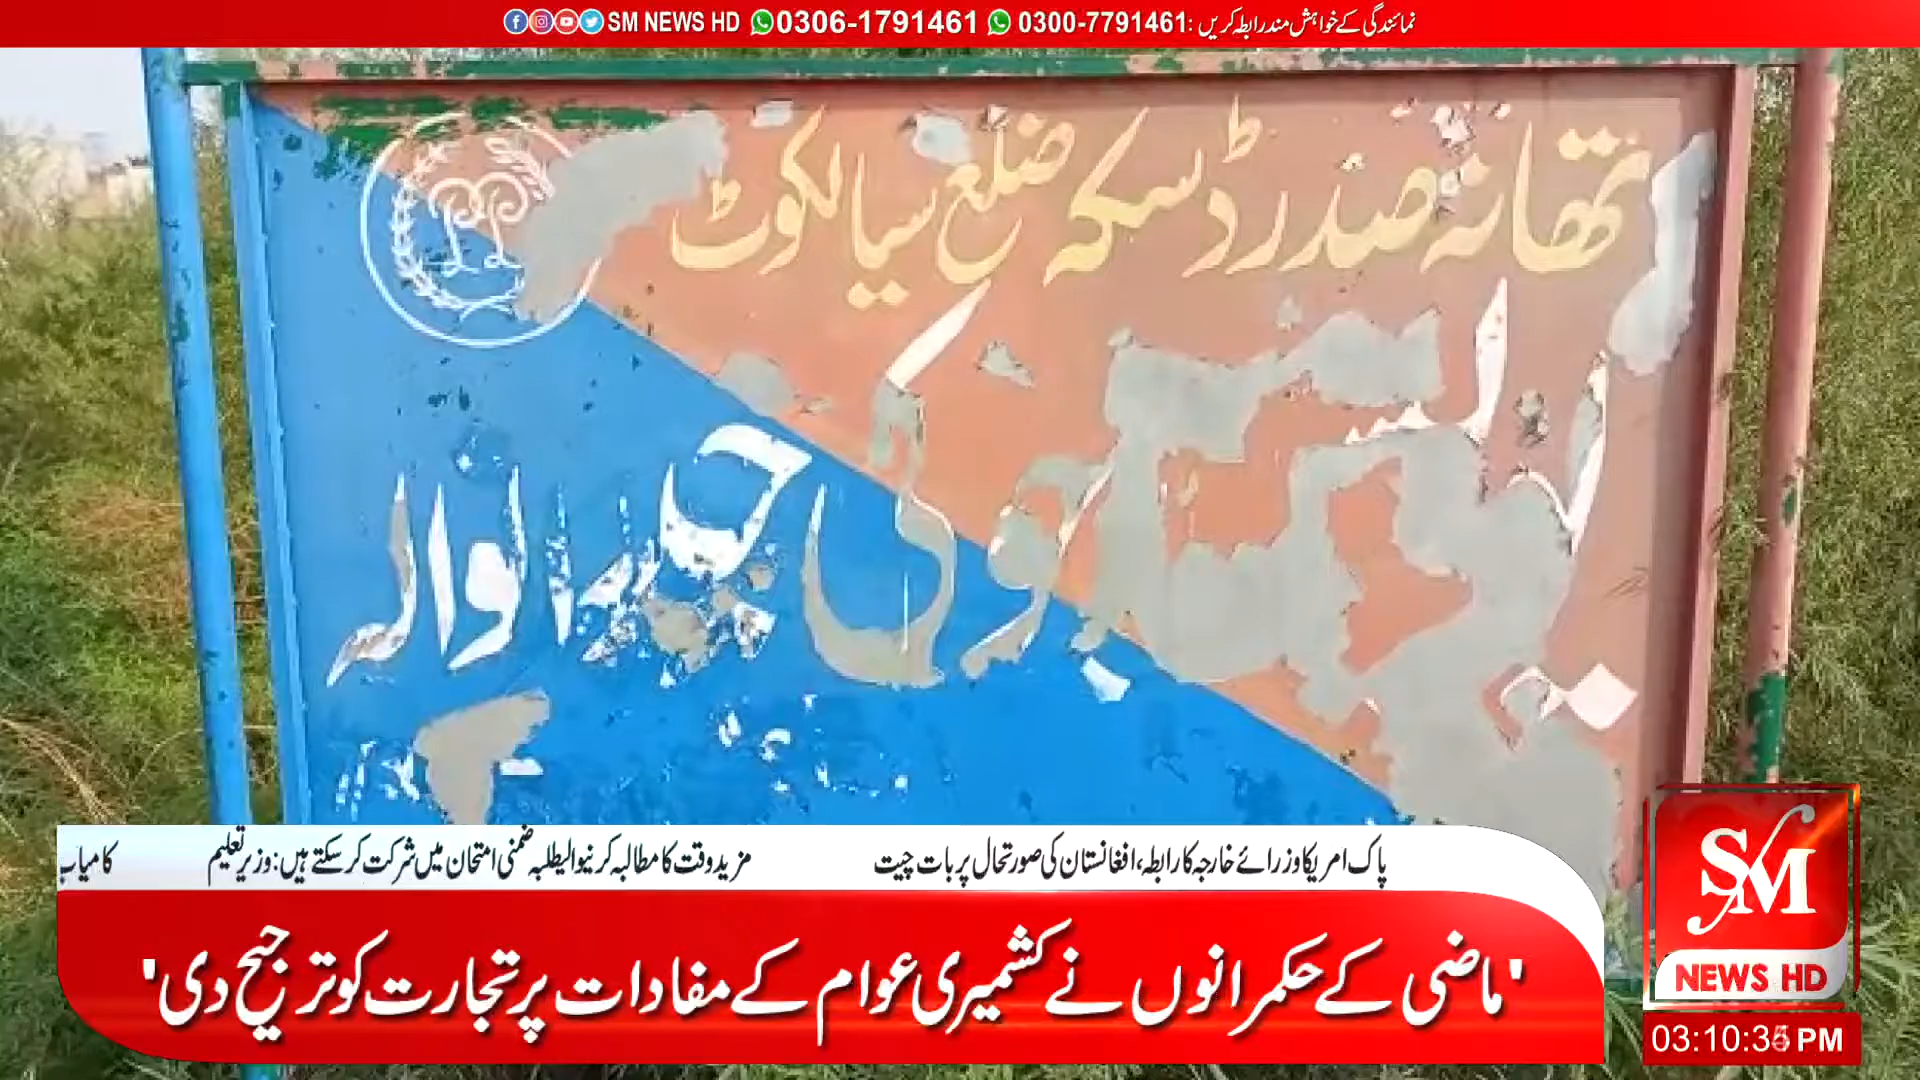 SM NEWS HD 0306-1791461 0300-7791461 نمائندگی کے خواہش مند رابطہ کریں:
تھانہ صدر ڈسکہ ضلع سیالکوٹ
پولیس چوکی جیسروالہ
پاک امریکا وزرائے خارجہ کا رابطہ، افغانستان کی صورتحال پر بات چیت مزید وقت کا مطالبہ کرنیوالے طلبہ ضمنی امتحان میں شرکت کر سکتے ہیں: وزیر تعلیم کامیاب
'ماضی کے حکمرانوں نے کشمیری عوام کے مفادات پر تجارت کو ترجیح دی'
SM
NEWS HD
03:10:35 PM